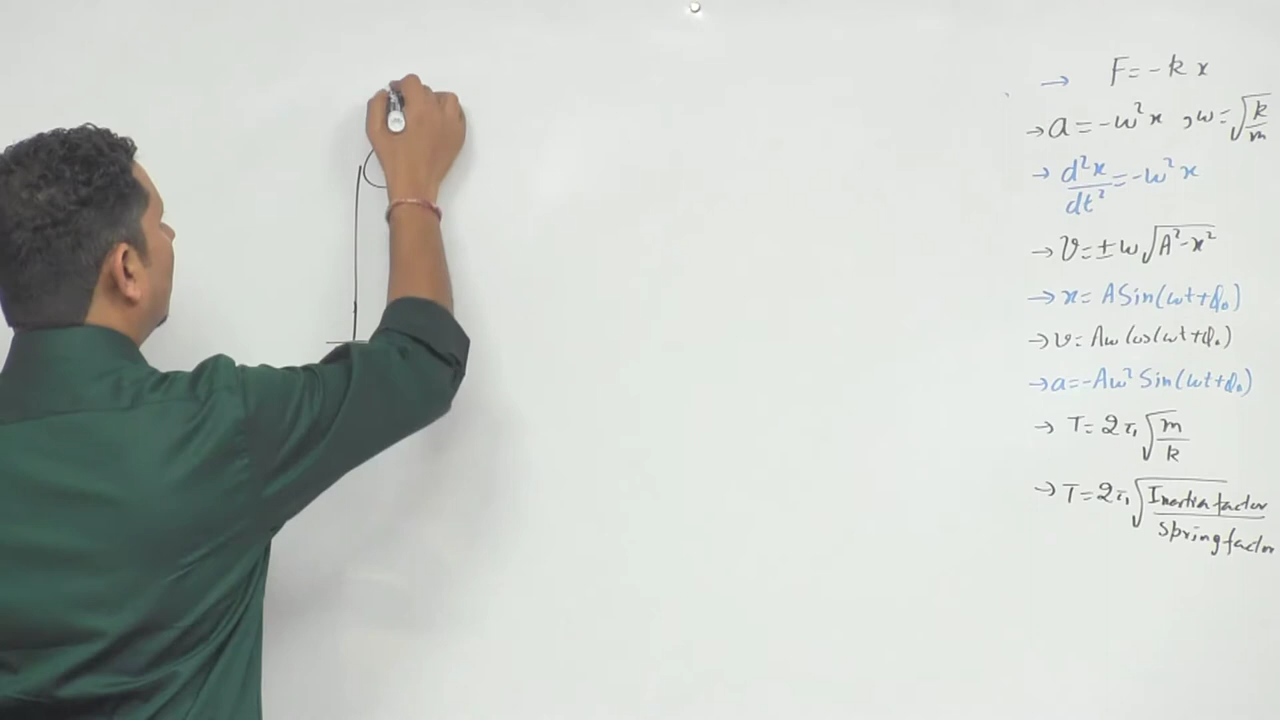 → F = -kx
→ a = -ω²x , ω = √(k/m)
→ d²x/dt² = -ω²x
→ v = ± ω√(A²-x²)
→ x = A Sin(ωt+φ₀)
→ v = Aω Cos(ωt+φ₀)
→ a = -Aω² Sin(ωt+φ₀)
→ T = 2π√(m/k)
→ T = 2π√(Inertia factor/Spring factor)